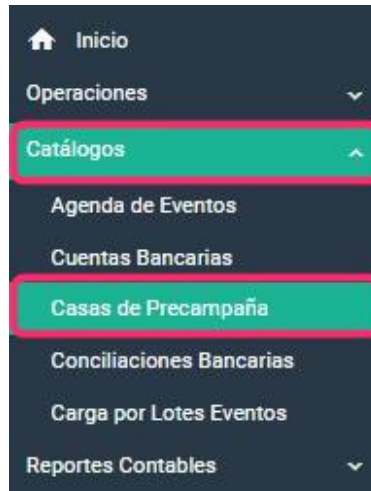 Inicio
Operaciones
Catálogos
Agenda de Eventos
Cuentas Bancarias
Casas de Precampaña
Conciliaciones Bancarias
Carga por Lotes Eventos
Reportes Contables